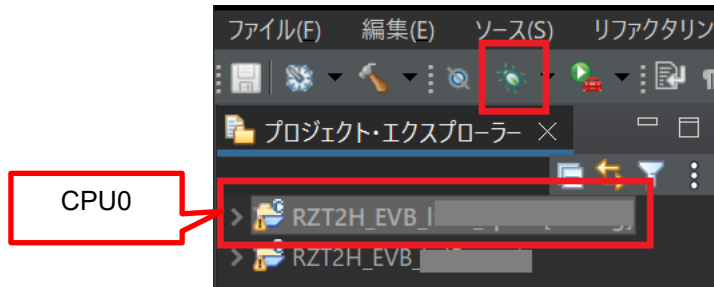 ファイル(F) 編集(E) ソース(S) リファクタリン
プロジェクト・エクスプローラー
CPU0
RZT2H_EVB_
RZT2H_EVB_